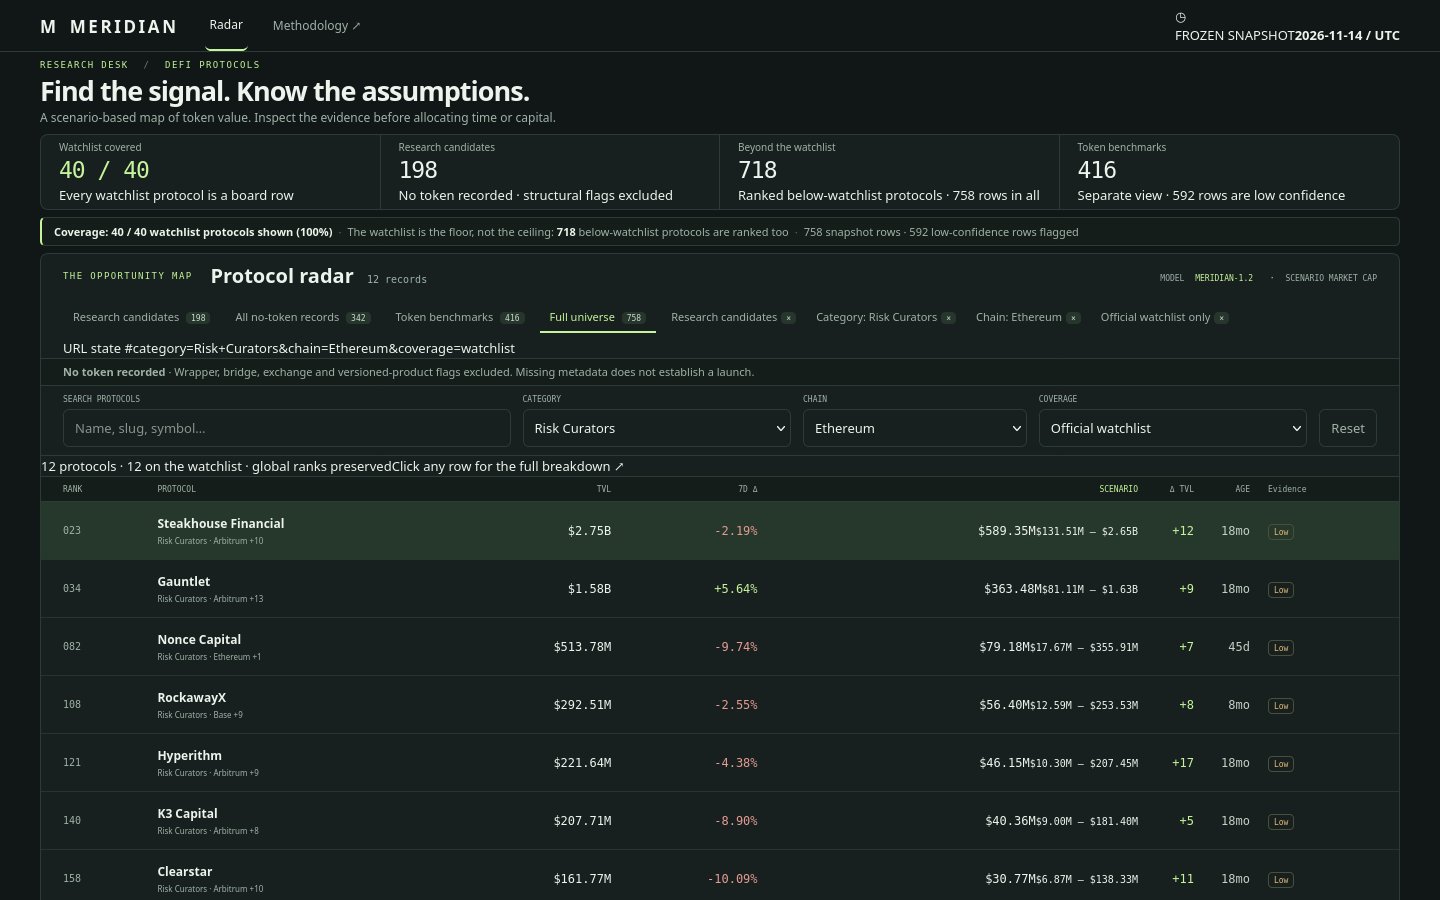 M MERIDIAN Radar Methodology ↗ ◷
FROZEN SNAPSHOT2026-11-14 / UTC
RESEARCH DESK / DEFI PROTOCOLS
Find the signal. Know the assumptions.
A scenario-based map of token value. Inspect the evidence before allocating time or capital.
Watchlist covered
40 / 40
Every watchlist protocol is a board row
Research candidates
198
No token recorded · structural flags excluded
Beyond the watchlist
718
Ranked below-watchlist protocols · 758 rows in all
Token benchmarks
416
Separate view · 592 rows are low confidence
Coverage: 40 / 40 watchlist protocols shown (100%) · The watchlist is the floor, not the ceiling: 718 below-watchlist protocols are ranked too · 758 snapshot rows · 592 low-confidence rows flagged
THE OPPORTUNITY MAP Protocol radar 12 records MODEL MERIDIAN-1.2 · SCENARIO MARKET CAP
Research candidates 198 All no-token records 342 Token benchmarks 416 Full universe 758 Research candidates × Category: Risk Curators × Chain: Ethereum × Official watchlist only ×
URL state #category=Risk+Curators&chain=Ethereum&coverage=watchlist
No token recorded · Wrapper, bridge, exchange and versioned-product flags excluded. Missing metadata does not establish a launch.
SEARCH PROTOCOLS CATEGORY CHAIN COVERAGE
Name, slug, symbol... Risk Curators Ethereum Official watchlist Reset
12 protocols · 12 on the watchlist · global ranks preservedClick any row for the full breakdown ↗
RANK PROTOCOL TVL 7D Δ SCENARIO Δ TVL AGE Evidence
023 Steakhouse Financial $2.75B -2.19% $589.35M$131.51M – $2.65B +12 18mo Low
Risk Curators · Arbitrum +10
034 Gauntlet $1.58B +5.64% $363.48M$81.11M – $1.63B +9 18mo Low
Risk Curators · Arbitrum +13
082 Nonce Capital $513.78M -9.74% $79.18M$17.67M – $355.91M +7 45d Low
Risk Curators · Ethereum +1
108 RockawayX $292.51M -2.55% $56.40M$12.59M – $253.53M +8 8mo Low
Risk Curators · Base +9
121 Hyperithm $221.64M -4.38% $46.15M$10.30M – $207.45M +17 18mo Low
Risk Curators · Arbitrum +9
140 K3 Capital $207.71M -8.90% $40.36M$9.00M – $181.40M +5 18mo Low
Risk Curators · Arbitrum +8
158 Clearstar $161.77M -10.09% $30.77M$6.87M – $138.33M +11 18mo Low
Risk Curators · Arbitrum +10